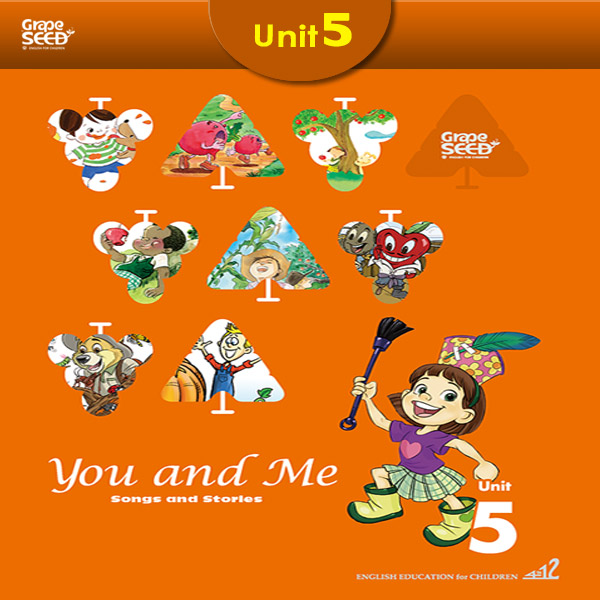 Grape
SEED
ENGLISH FOR CHILDREN
Unit 5
Grape
SEED
ENGLISH FOR CHILDREN
You and Me
Songs and Stories
Unit
5
ENGLISH EDUCATION for CHILDREN 4-12